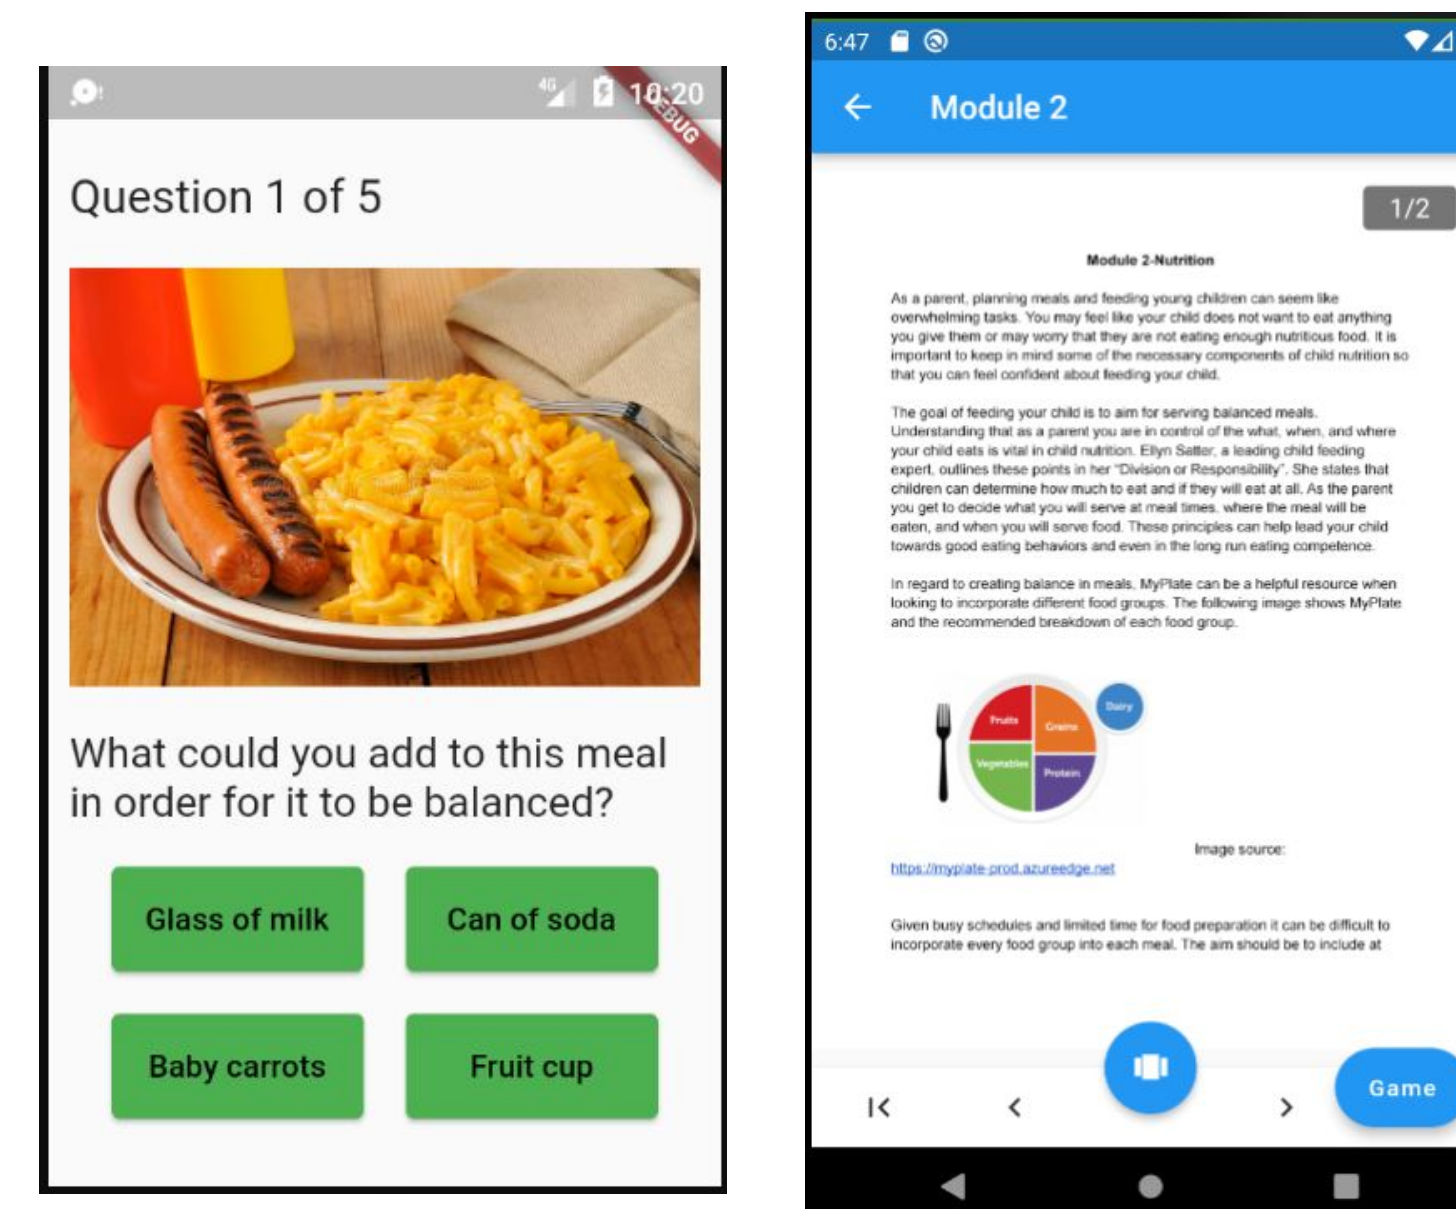 4G 10:20
DEBUG
Question 1 of 5
What could you add to this meal
in order for it to be balanced?
Glass of milk
Can of soda
Baby carrots
Fruit cup
6:47
Module 2
1/2
Module 2-Nutrition
As a parent, planning meals and feeding young children can seem like
overwhelming tasks. You may feel like your child does not want to eat anything
you give them or may worry that they are not eating enough nutritious food. It is
important to keep in mind some of the necessary components of child nutrition so
that you can feel confident about feeding your child.
The goal of feeding your child is to aim for serving balanced meals.
Understanding that as a parent you are in control of the what, when, and where
your child eats is vital in child nutrition. Ellyn Satter, a leading child feeding
expert, outlines these points in her "Division or Responsibility". She states that
children can determine how much to eat and if they will eat at all. As the parent
you get to decide what you will serve at meal times, where the meal will be
eaten, and when you will serve food. These principles can help lead your child
towards good eating behaviors and even in the long run eating competence.
In regard to creating balance in meals, MyPlate can be a helpful resource when
looking to incorporate different food groups. The following image shows MyPlate
and the recommended breakdown of each food group.
Fruits
Grains
Dairy
Vegetables
Protein
Image source:
https://myplate-prod.azureedge.net
Given busy schedules and limited time for food preparation it can be difficult to
incorporate every food group into each meal. The aim should be to include at
Game